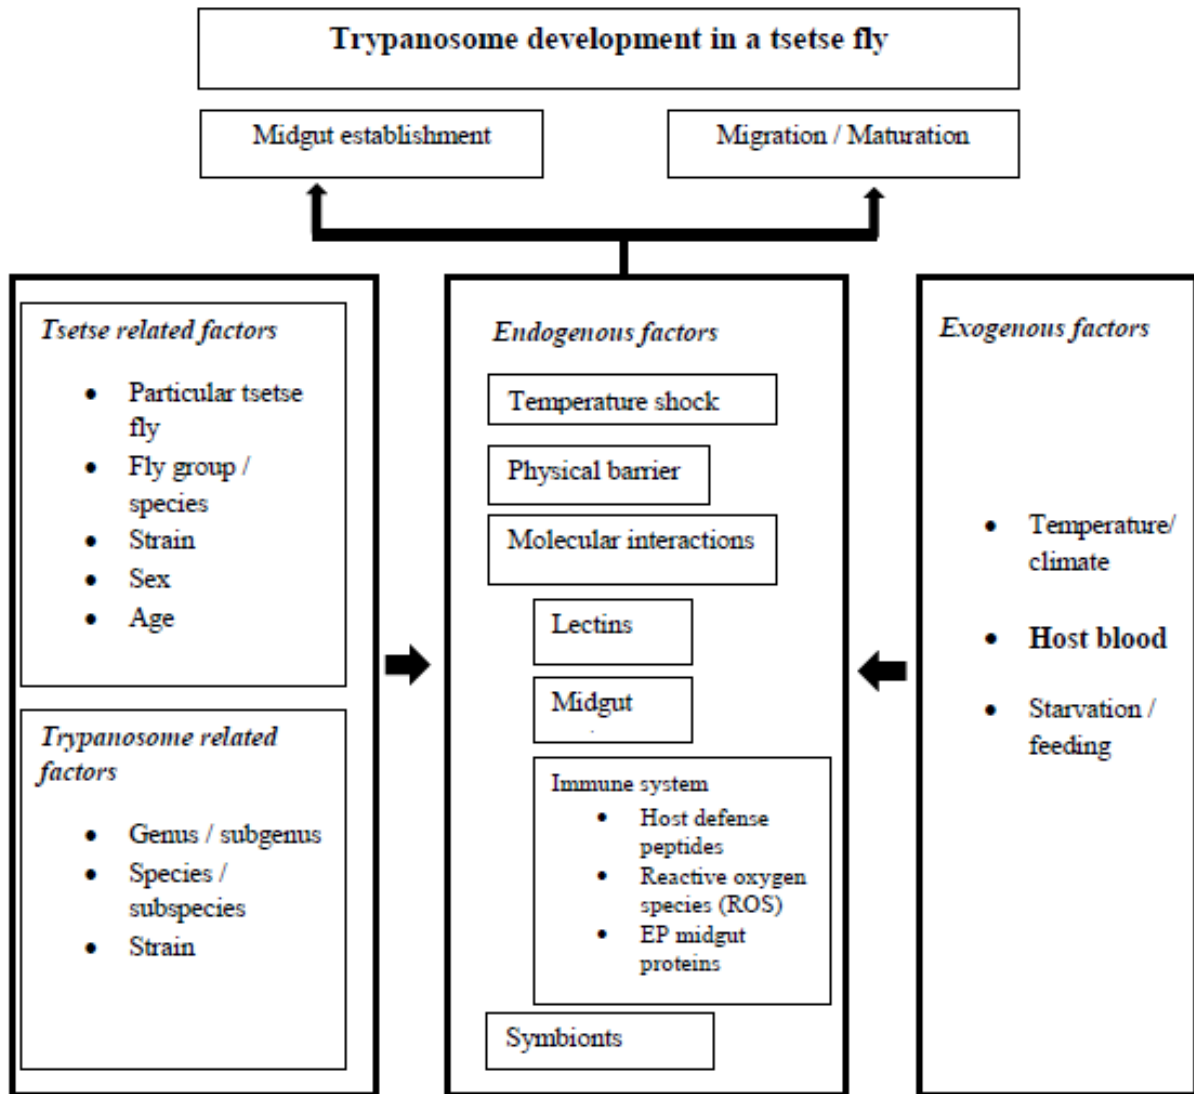 Trypanosome development in a tsetse fly
Midgut establishment
Migration / Maturation
Tsetse related factors
• Particular tsetse
fly
• Fly group /
species
• Strain
• Sex
• Age
Trypanosome related
factors
• Genus / subgenus
• Species /
subspecies
• Strain
Endogenous factors
Temperature shock
Physical barrier
Molecular interactions
Lectins
Midgut
Immune system
• Host defense
peptides
• Reactive oxygen
species (ROS)
• EP midgut
proteins
Symbionts
Exogenous factors
• Temperature/
climate
• Host blood
• Starvation /
feeding